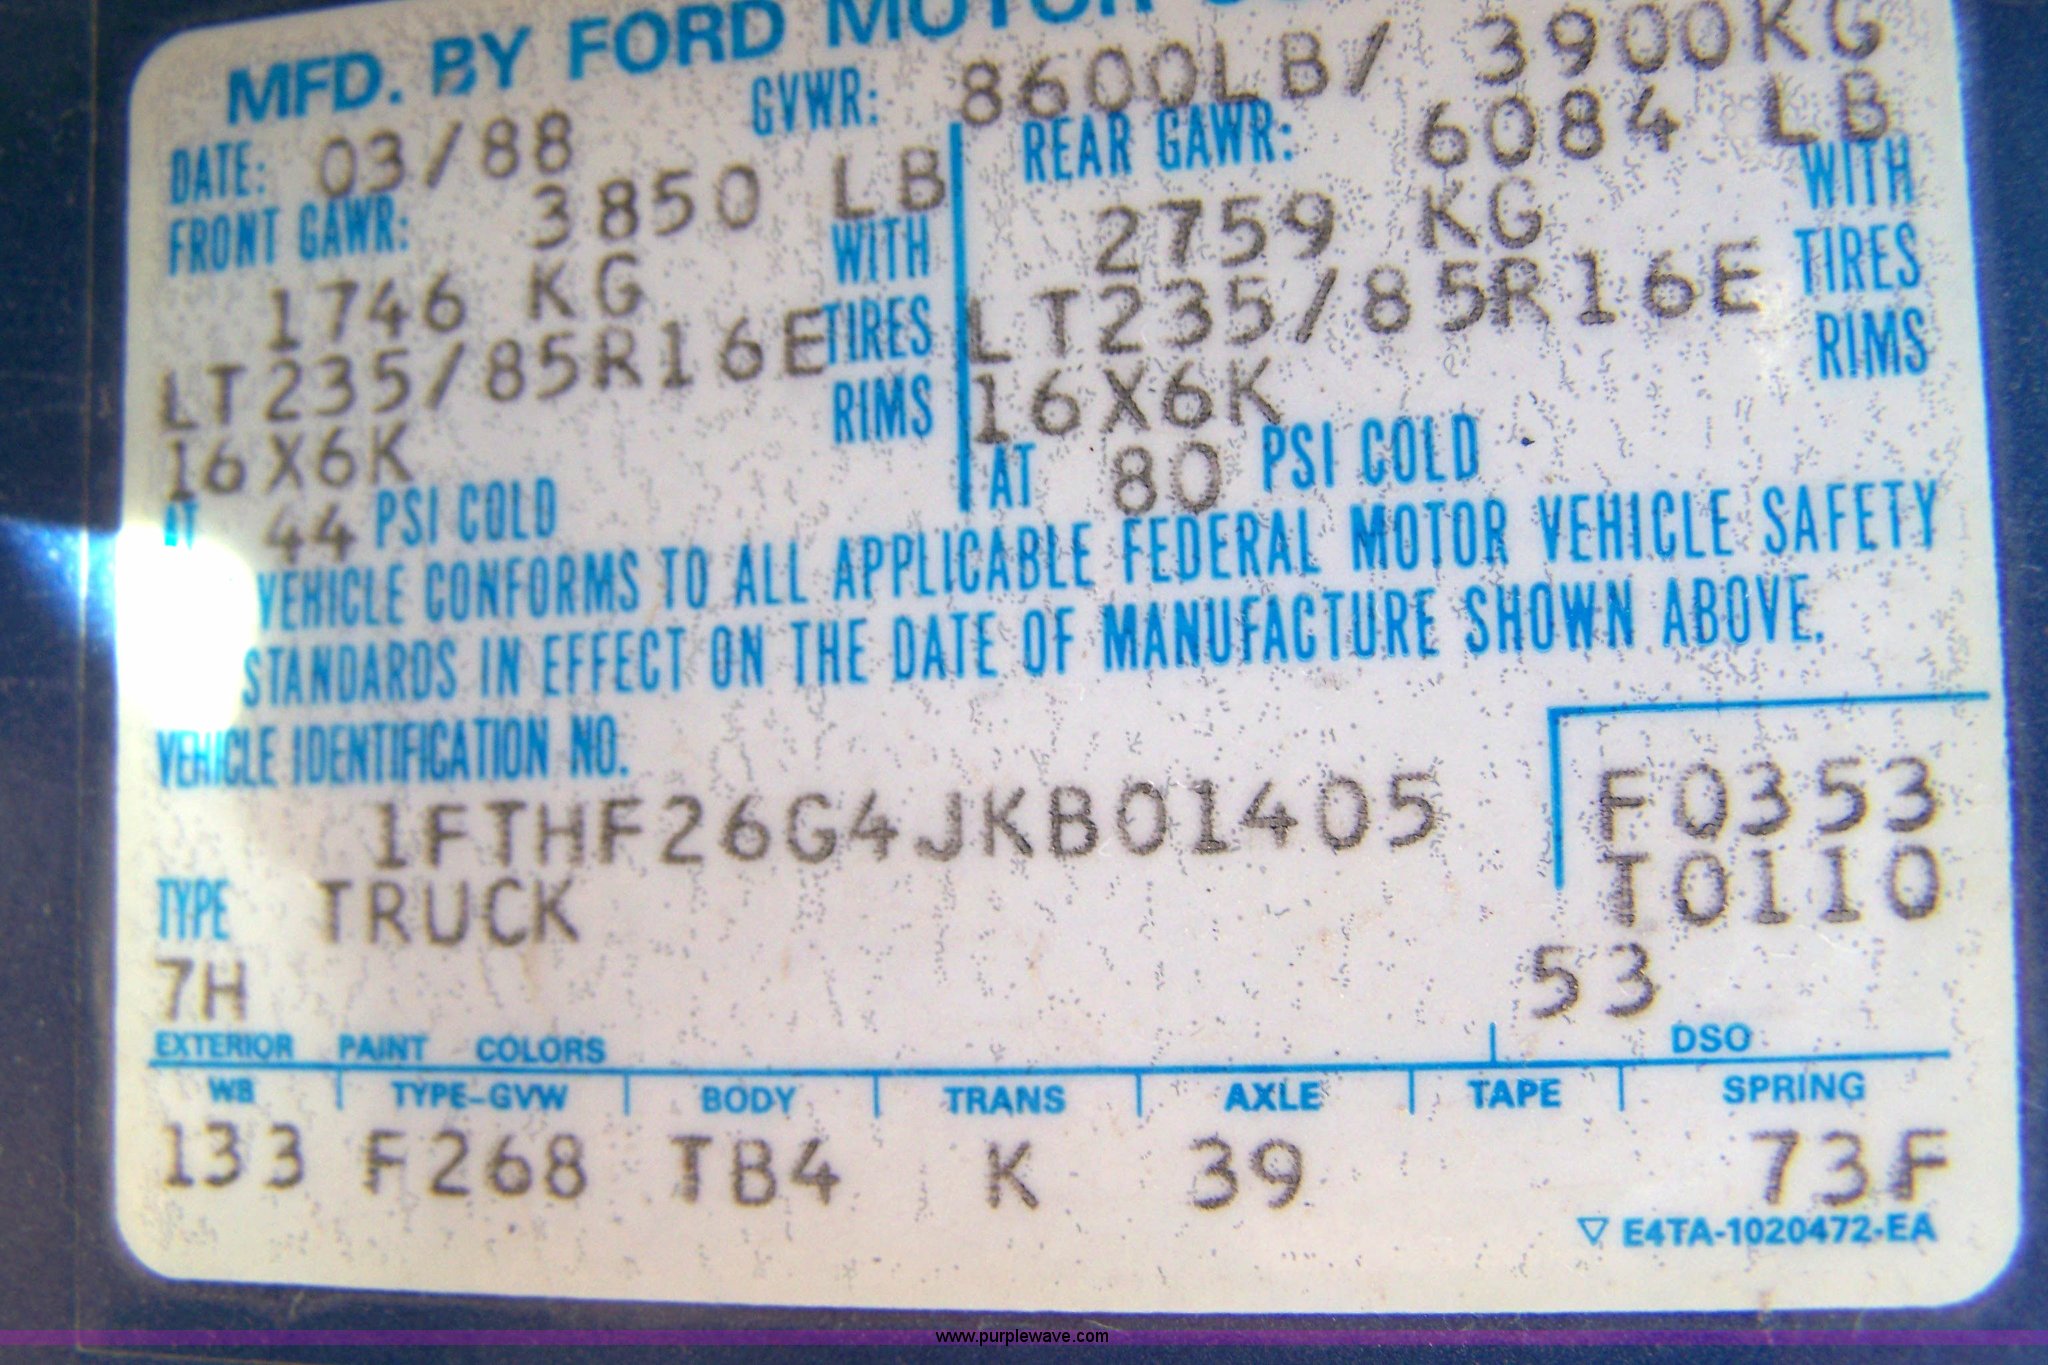 MFD. BY FORD MOTOR
DATE: 03/88 GVWR: 8600LB/ 3900KG
FRONT GAWR: 3850 LB
1746 KG WITH
LT235/85R16E TIRES
16X6K RIMS
AT 44 PSI COLD
REAR GAWR: 6084 LB
2759 KG WITH
LT235/85R16E TIRES
16X6K RIMS
AT 80 PSI COLD
VEHICLE CONFORMS TO ALL APPLICABLE FEDERAL MOTOR VEHICLE SAFETY
STANDARDS IN EFFECT ON THE DATE OF MANUFACTURE SHOWN ABOVE.
VEHICLE IDENTIFICATION NO.
1FTHF26G4JKB01405
F0353
T0110
TYPE TRUCK
7H 53
EXTERIOR PAINT COLORS DSO
WB TYPE-GVW BODY TRANS AXLE TAPE SPRING
133 F268 TB4 K 39 73F
▽ E4TA-1020472-EA
www.purplewave.com